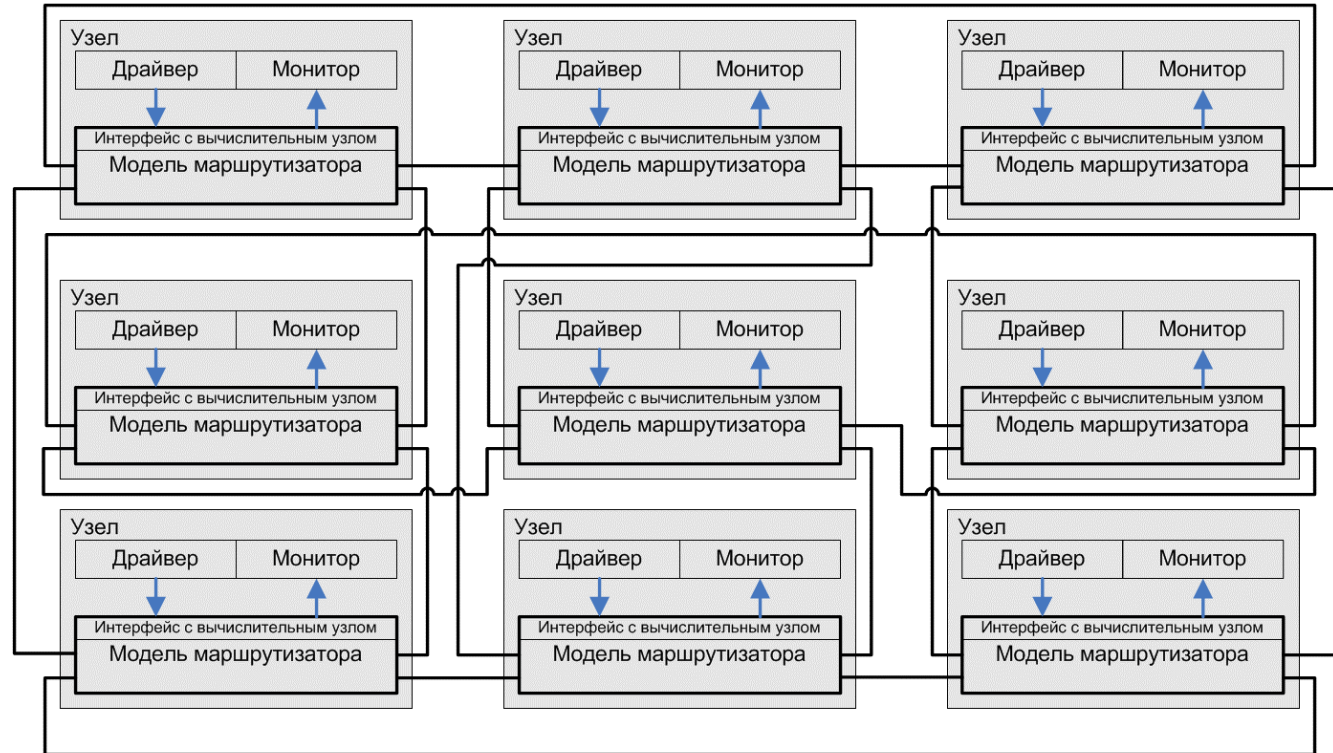 Узел
Драйвер Монитор
Интерфейс с вычислительным узлом
Модель маршрутизатора
Узел
Драйвер Монитор
Интерфейс с вычислительным узлом
Модель маршрутизатора
Узел
Драйвер Монитор
Интерфейс с вычислительным узлом
Модель маршрутизатора
Узел
Драйвер Монитор
Интерфейс с вычислительным узлом
Модель маршрутизатора
Узел
Драйвер Монитор
Интерфейс с вычислительным узлом
Модель маршрутизатора
Узел
Драйвер Монитор
Интерфейс с вычислительным узлом
Модель маршрутизатора
Узел
Драйвер Монитор
Интерфейс с вычислительным узлом
Модель маршрутизатора
Узел
Драйвер Монитор
Интерфейс с вычислительным узлом
Модель маршрутизатора
Узел
Драйвер Монитор
Интерфейс с вычислительным узлом
Модель маршрутизатора